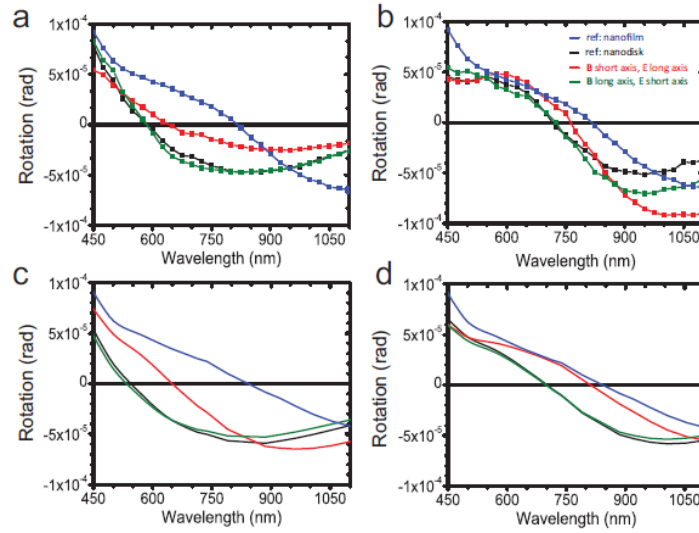 a
b
1x10⁻⁴
5x10⁻⁵
0
-5x10⁻⁵
-1x10⁻⁴
Rotation (rad)
450 600 750 900 1050
Wavelength (nm)
1x10⁻⁴
5x10⁻⁵
0
-5x10⁻⁵
-1x10⁻⁴
Rotation (rad)
ref: nanofilm
ref: nanodisk
B short axis, E long axis
B long axis, E short axis
450 600 750 900 1050
Wavelength (nm)
c
d
1x10⁻⁴
5x10⁻⁵
0
-5x10⁻⁵
-1x10⁻⁴
Rotation (rad)
450 600 750 900 1050
Wavelength (nm)
1x10⁻⁴
5x10⁻⁵
0
-5x10⁻⁵
-1x10⁻⁴
Rotation (rad)
450 600 750 900 1050
Wavelength (nm)